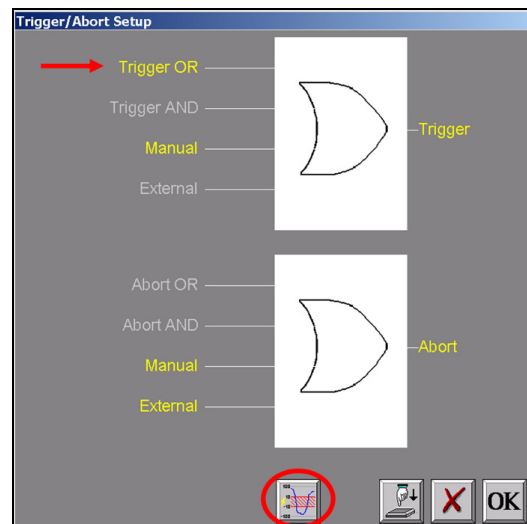 Trigger/Abort Setup
Trigger OR
Trigger AND
Manual
External
Trigger
Abort OR
Abort AND
Manual
External
Abort
OK